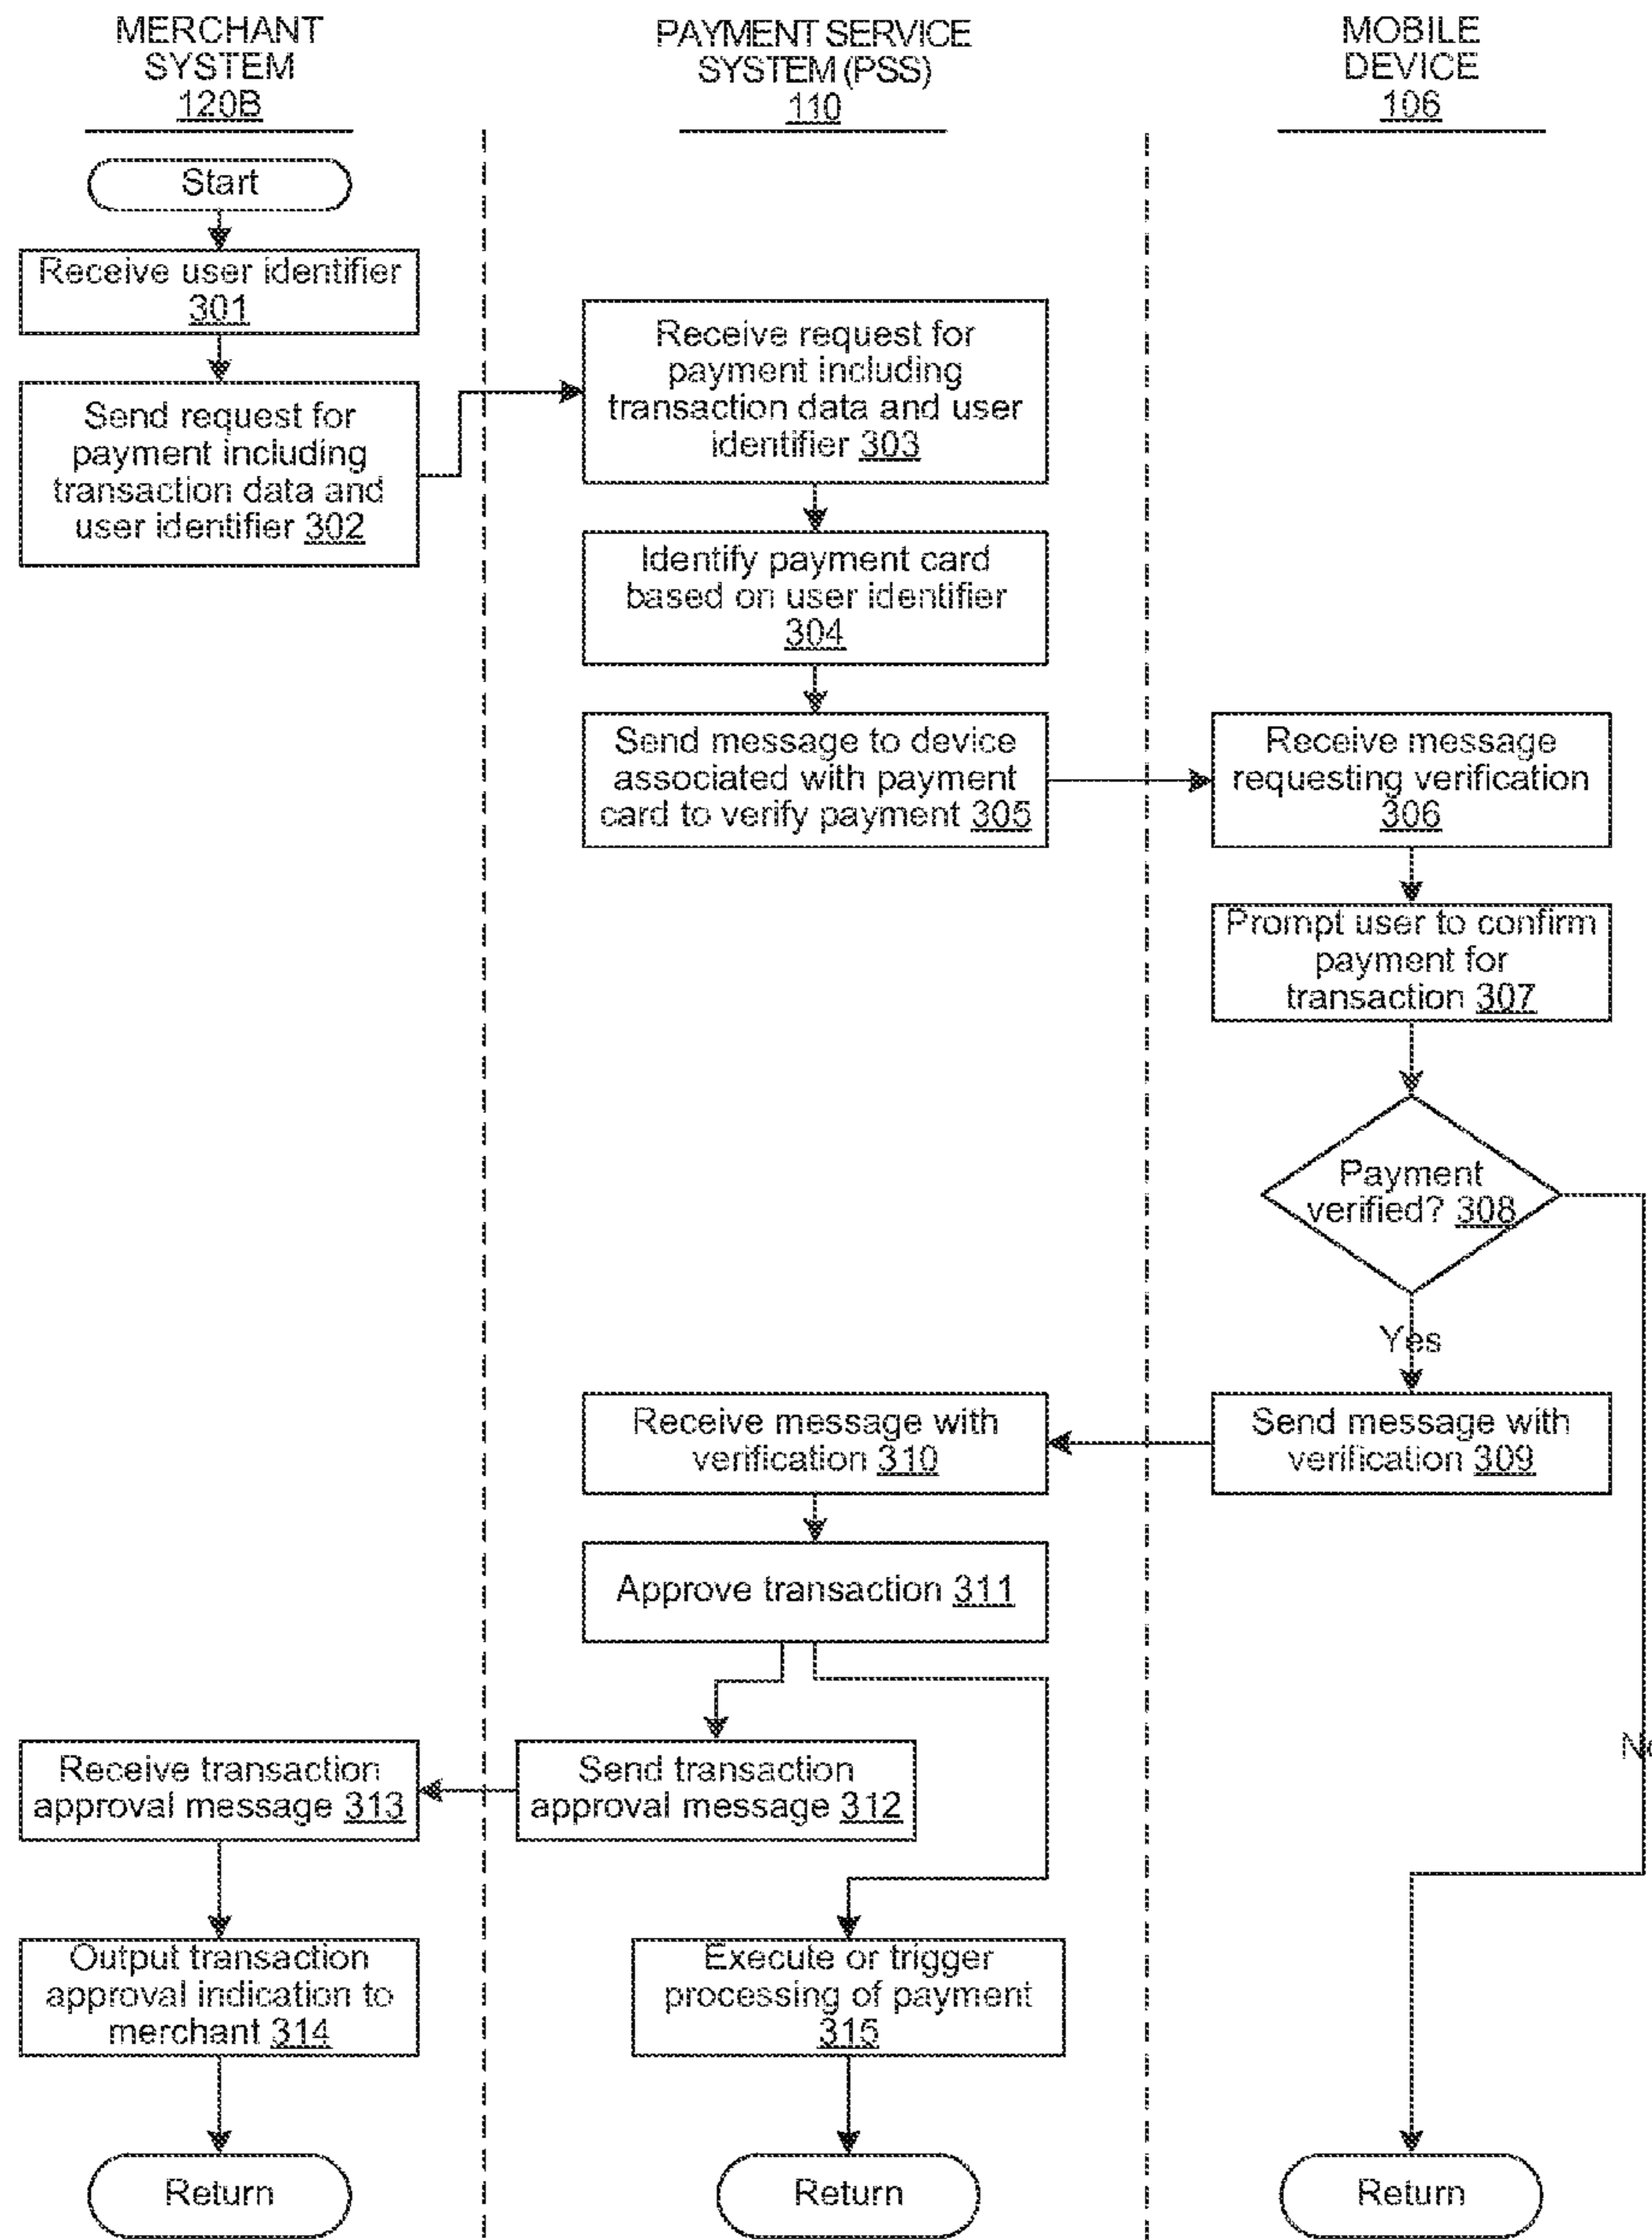 MERCHANT
SYSTEM
120B
PAYMENT SERVICE
SYSTEM (PSS)
110
MOBILE
DEVICE
106
Start
Receive user identifier
301
Send request for
payment including
transaction data and
user identifier 302
Receive request for
payment including
transaction data and user
identifier 303
Identify payment card
based on user identifier
304
Send message to device
associated with payment
card to verify payment 305
Receive message
requesting verification
306
Prompt user to confirm
payment for
transaction 307
Payment
verified? 308
Yes
Send message with
verification 309
Receive message with
verification 310
Approve transaction 311
No
Send transaction
approval message 312
Receive transaction
approval message 313
Output transaction
approval indication to
merchant 314
Execute or trigger
processing of payment
315
Return
Return
Return